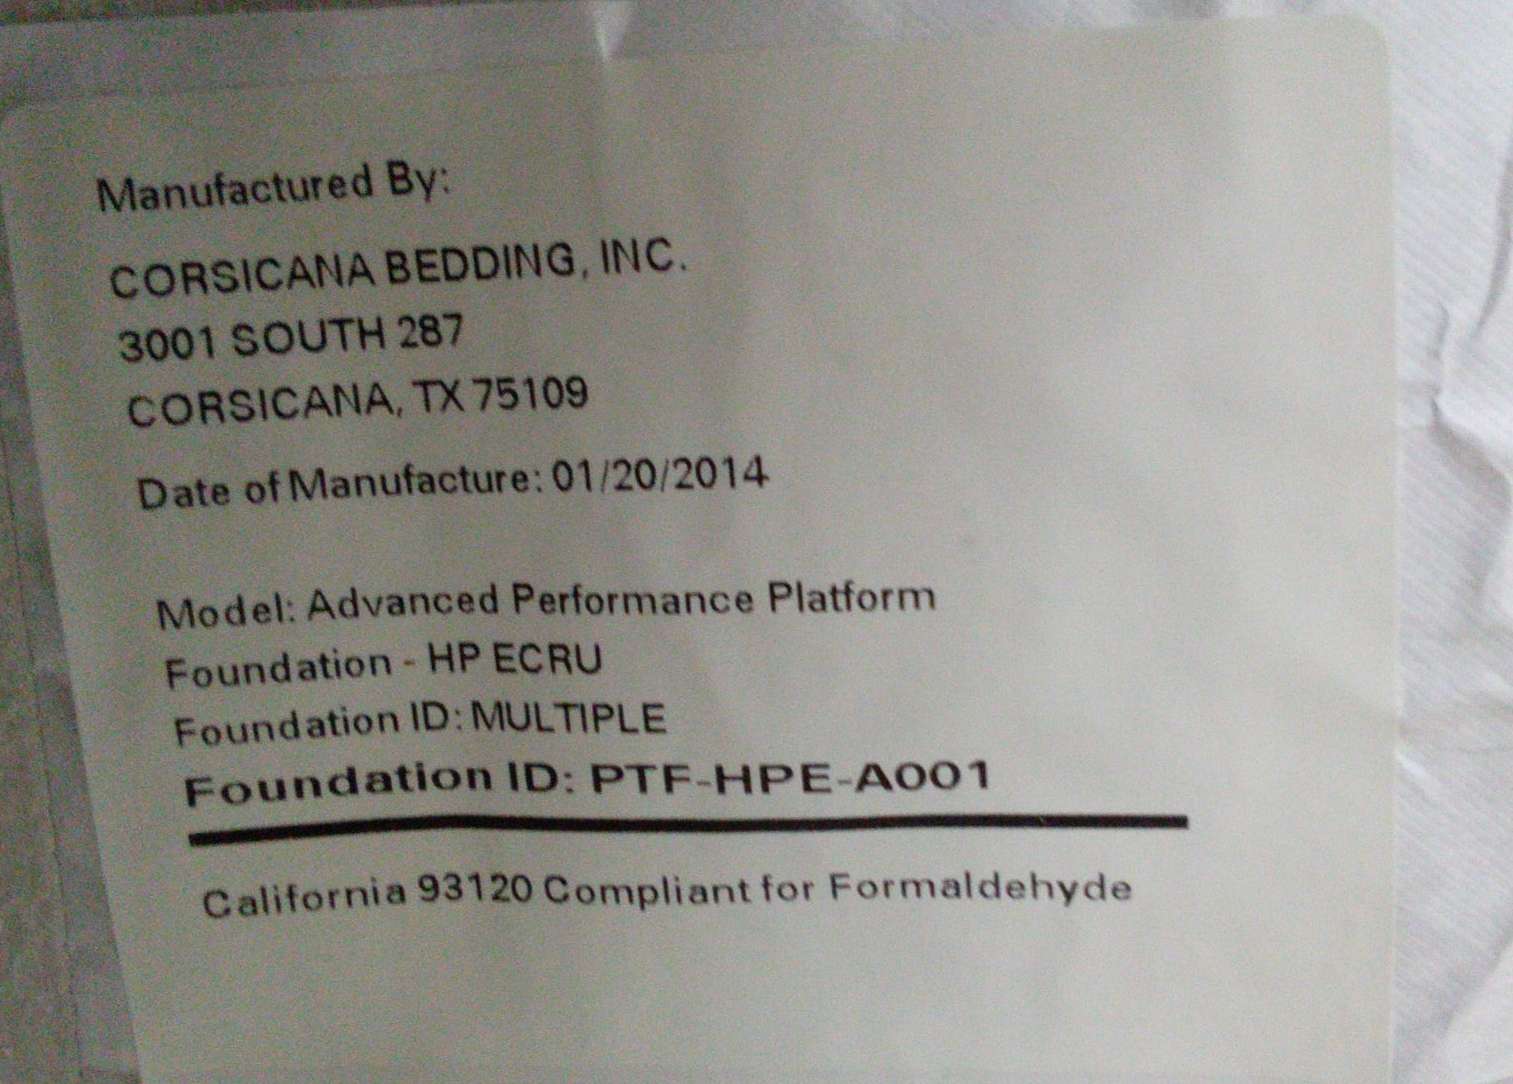 Manufactured By:
CORSICANA BEDDING, INC.
3001 SOUTH 287
CORSICANA, TX 75109
Date of Manufacture: 01/20/2014
Model: Advanced Performance Platform
Foundation - HP ECRU
Foundation ID: MULTIPLE
Foundation ID: PTF-HPE-A001
California 93120 Compliant for Formaldehyde